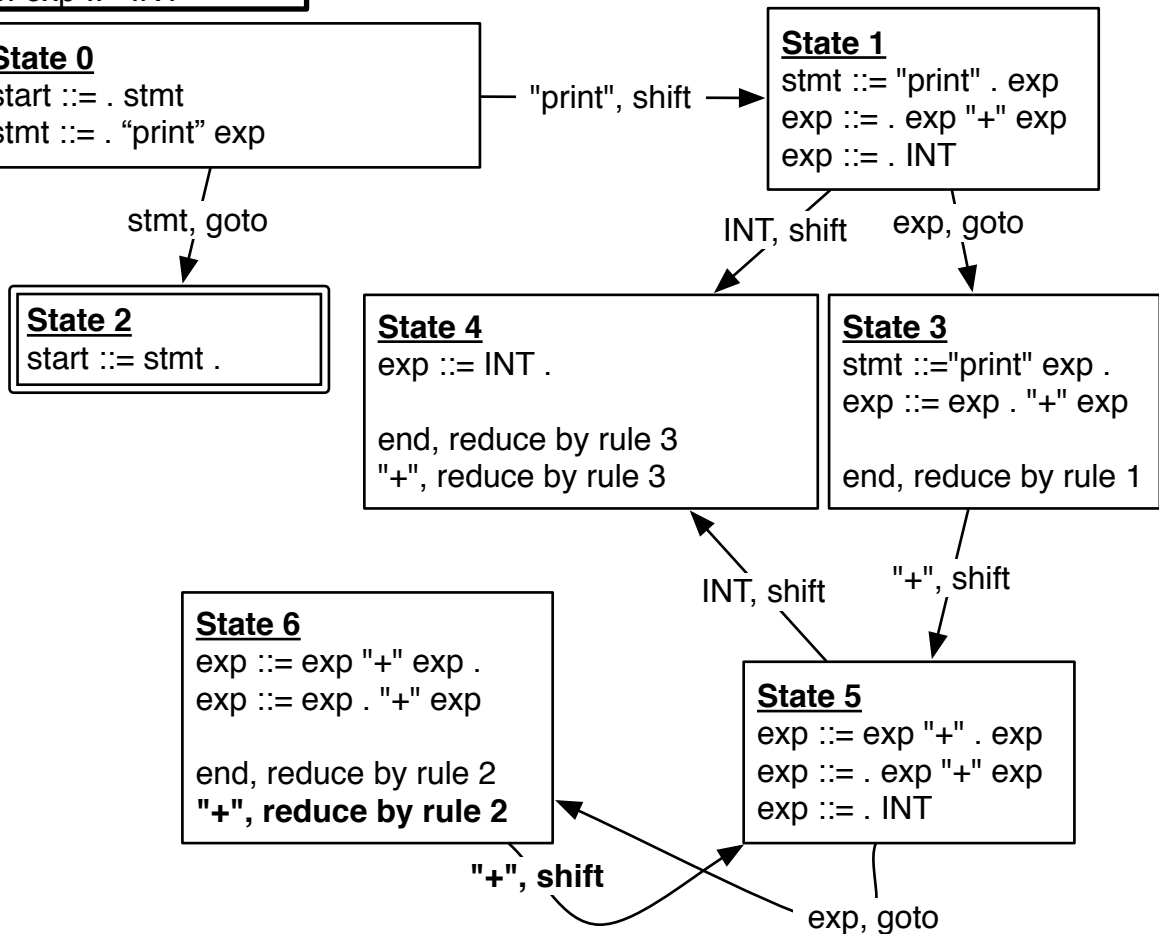 State 0
start ::= . stmt
stmt ::= . “print” exp
"print", shift
State 1
stmt ::= "print" . exp
exp ::= . exp "+" exp
exp ::= . INT
stmt, goto
INT, shift
exp, goto
State 2
start ::= stmt .
State 4
exp ::= INT .
end, reduce by rule 3
"+", reduce by rule 3
State 3
stmt ::="print" exp .
exp ::= exp . "+" exp
end, reduce by rule 1
INT, shift
"+", shift
State 6
exp ::= exp "+" exp .
exp ::= exp . "+" exp
end, reduce by rule 2
"+", reduce by rule 2
State 5
exp ::= exp "+" . exp
exp ::= . exp "+" exp
exp ::= . INT
"+", shift
exp, goto